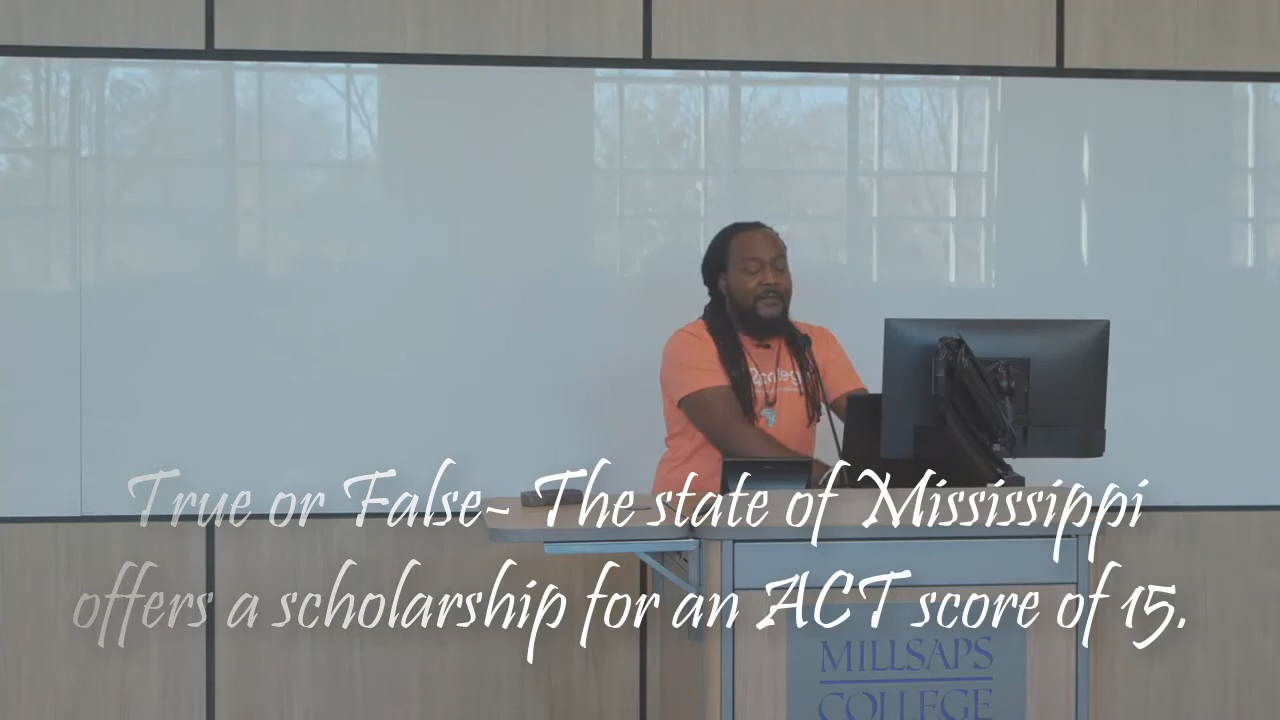 True or False- The state of Mississippi
offers a scholarship for an ACT score of 15.
MILLSAPS
COLLEGE